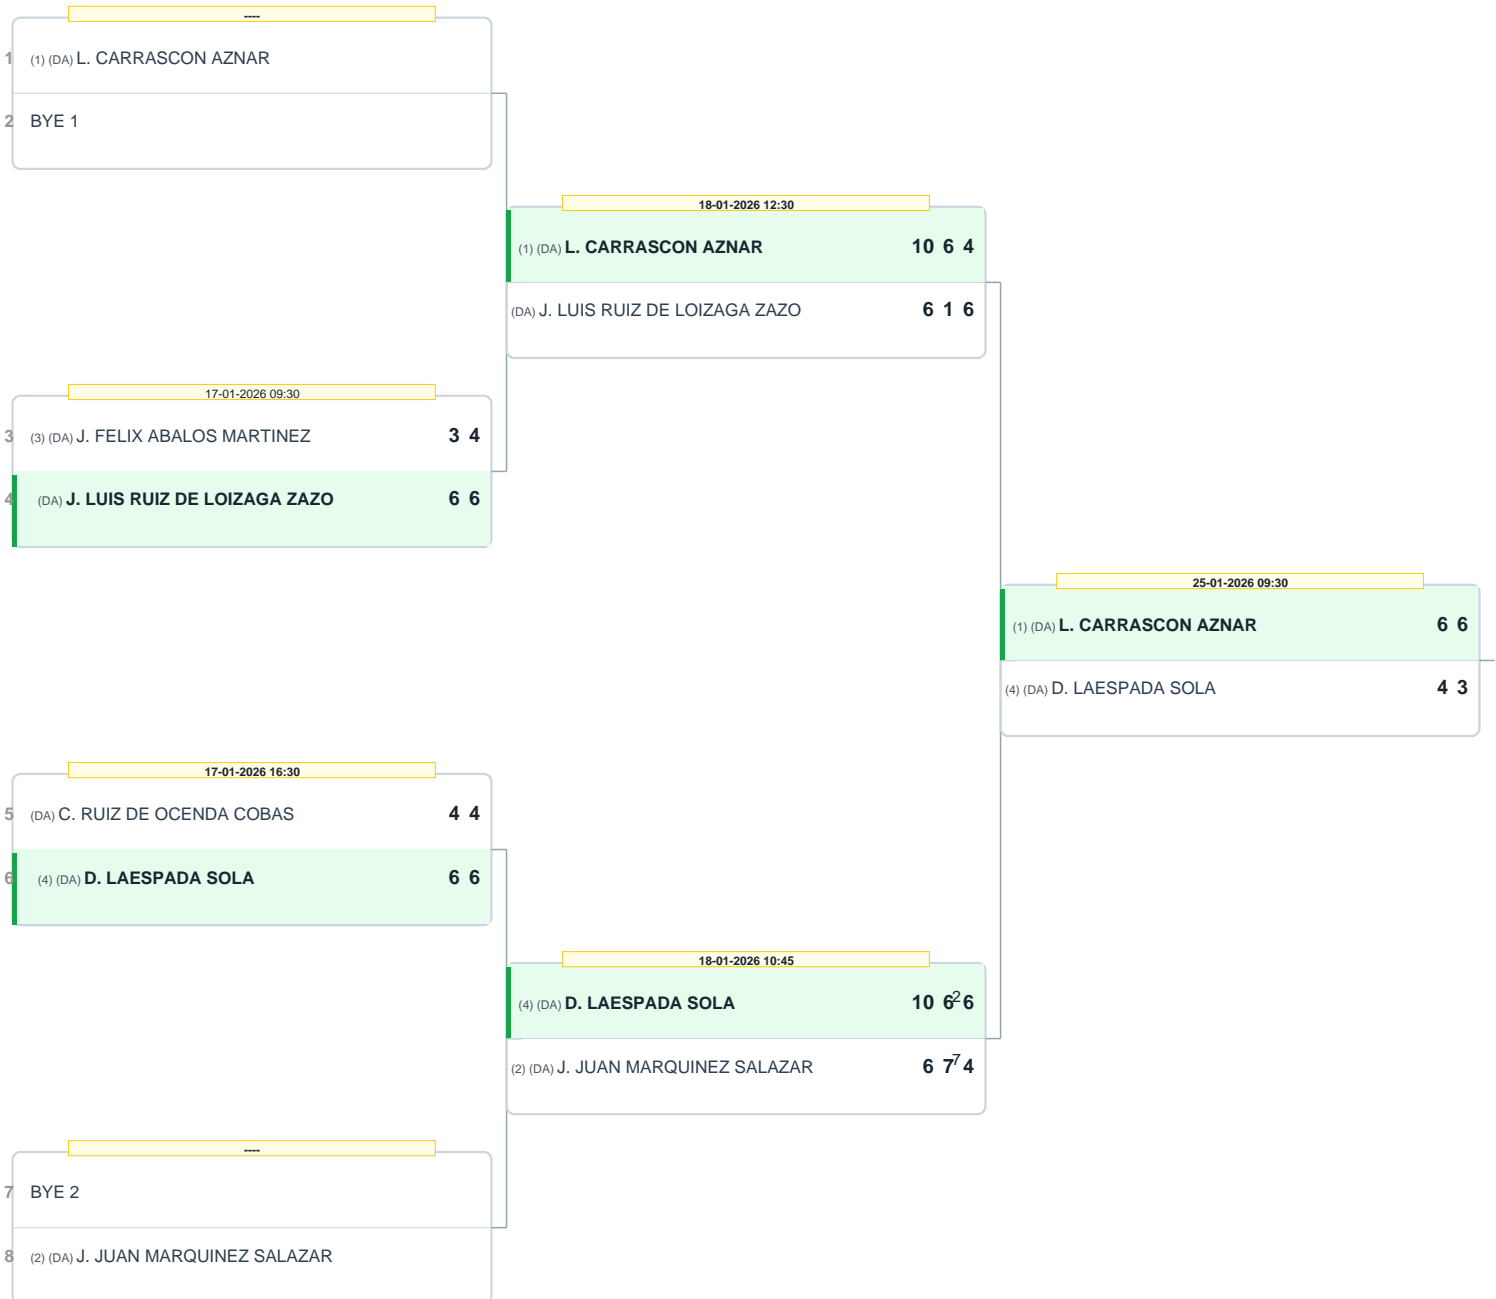 ----
1 (1) (DA) L. CARRASCON AZNAR
2 BYE 1
18-01-2026 12:30
(1) (DA) L. CARRASCON AZNAR 10 6 4
(DA) J. LUIS RUIZ DE LOIZAGA ZAZO 6 1 6
17-01-2026 09:30
3 (3) (DA) J. FELIX ABALOS MARTINEZ 3 4
4 (DA) J. LUIS RUIZ DE LOIZAGA ZAZO 6 6
25-01-2026 09:30
(1) (DA) L. CARRASCON AZNAR 6 6
(4) (DA) D. LAESPADA SOLA 4 3
17-01-2026 16:30
5 (DA) C. RUIZ DE OCENDA COBAS 4 4
6 (4) (DA) D. LAESPADA SOLA 6 6
18-01-2026 10:45
(4) (DA) D. LAESPADA SOLA 10 6 2 6
(2) (DA) J. JUAN MARQUINEZ SALAZAR 6 7 7 4
----
7 BYE 2
8 (2) (DA) J. JUAN MARQUINEZ SALAZAR